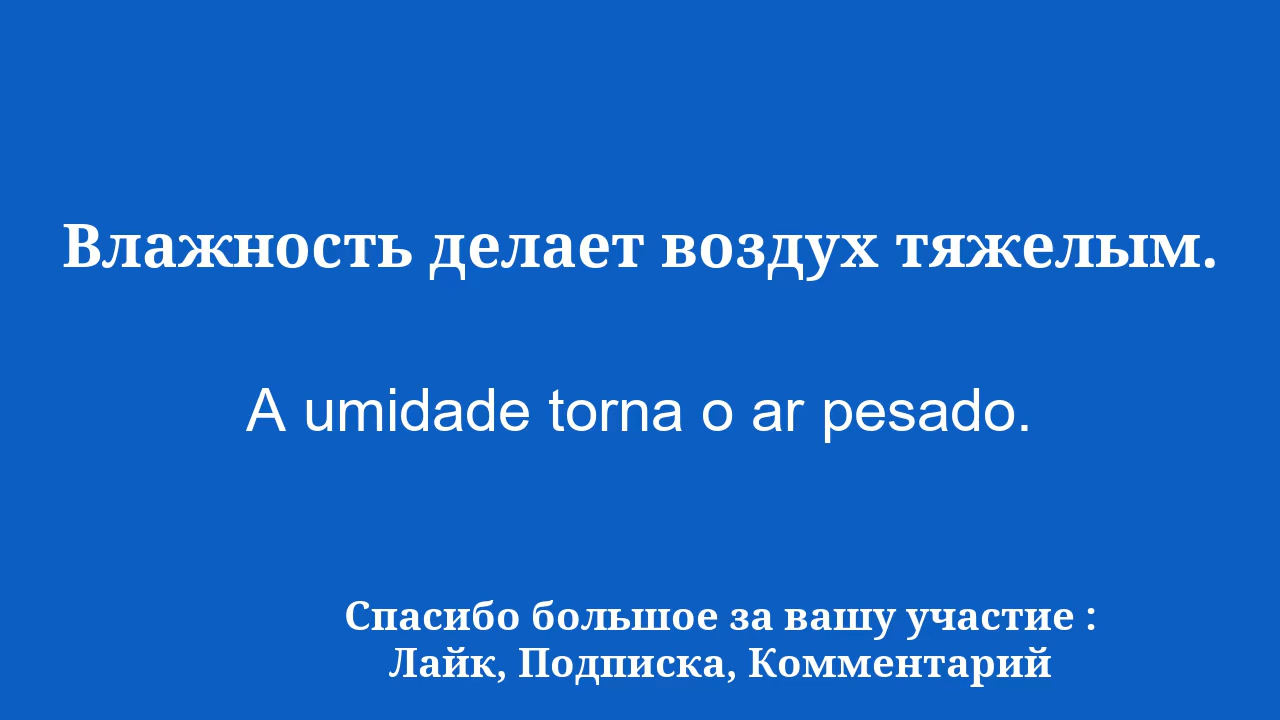 Влажность делает воздух тяжелым.
A umidade torna o ar pesado.
Спасибо большое за вашу участие :
Лайк, Подписка, Комментарий